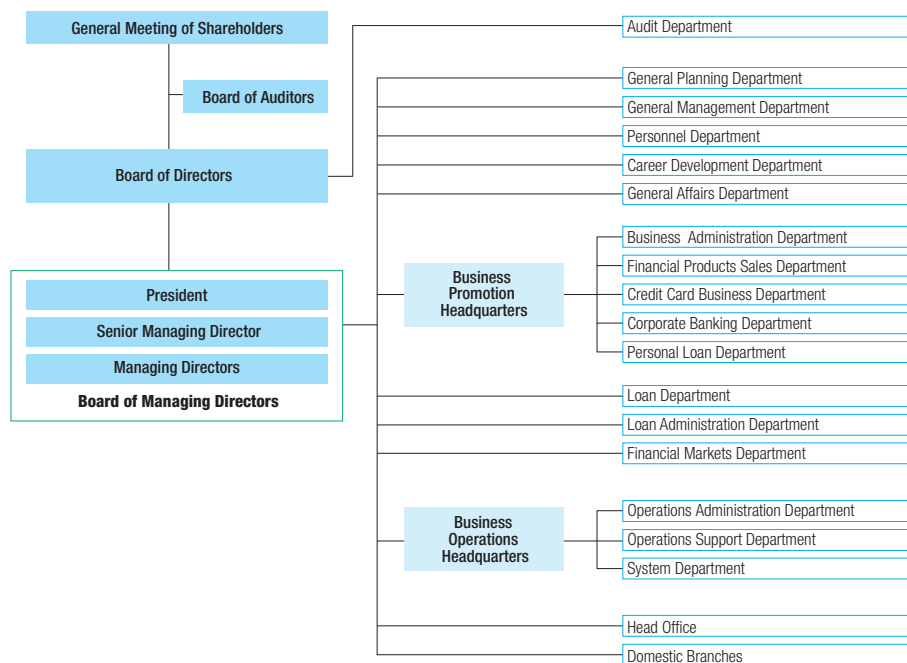 General Meeting of Shareholders
Board of Auditors
Board of Directors
President
Senior Managing Director
Managing Directors
Board of Managing Directors
Audit Department
General Planning Department
General Management Department
Personnel Department
Career Development Department
General Affairs Department
Business
Promotion
Headquarters
Business Administration Department
Financial Products Sales Department
Credit Card Business Department
Corporate Banking Department
Personal Loan Department
Loan Department
Loan Administration Department
Financial Markets Department
Business
Operations
Headquarters
Operations Administration Department
Operations Support Department
System Department
Head Office
Domestic Branches